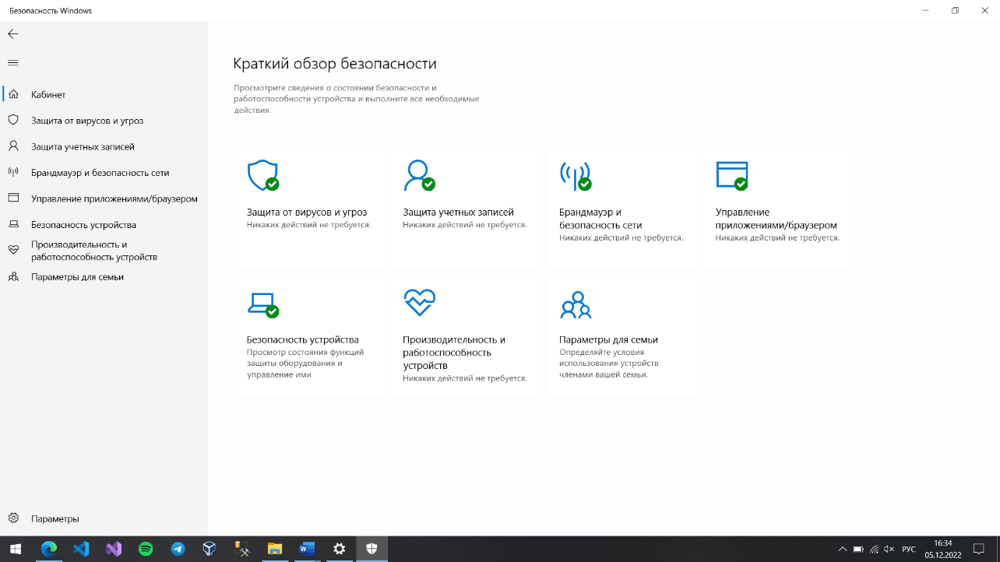 Безопасность Windows
Кабинет
Защита от вирусов и угроз
Защита учетных записей
Брандмауэр и безопасность сети
Управление приложениями/браузером
Безопасность устройства
Производительность и
работоспособность устройств
Параметры для семьи
Параметры
Краткий обзор безопасности
Просмотрите сведения о состоянии безопасности и
работоспособности устройства и выполните все необходимые
действия.
Защита от вирусов и угроз
Никаких действий не требуется.
Защита учетных записей
Никаких действий не требуется.
Брандмауэр и
безопасность сети
Никаких действий не требуется.
Управление
приложениями/браузером
Никаких действий не требуется.
Безопасность устройства
Просмотр состояния функций
защиты оборудования и
управление ими
Производительность и
работоспособность
устройств
Никаких действий не требуется.
Параметры для семьи
Определяйте условия
использования устройств
членами вашей семьи.
РУС
16:34
05.12.2022